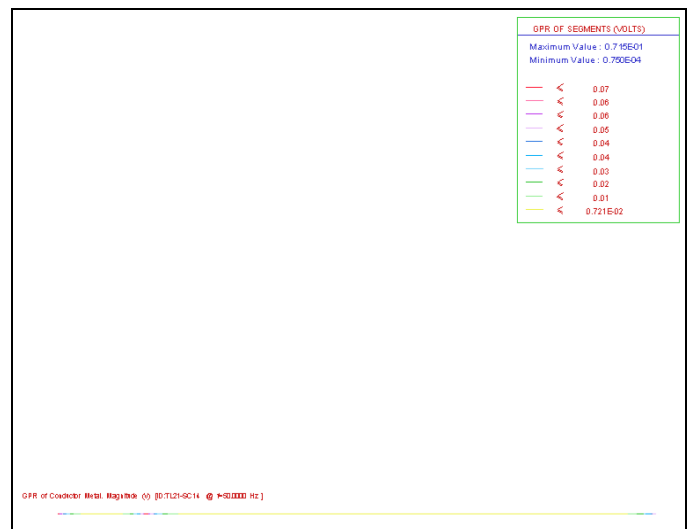 GPR OF SEGMENTS (VOLTS)
Maximum Value : 0.715E-01
Minimum Value : 0.750E-04
≤ 0.07
≤ 0.06
≤ 0.06
≤ 0.05
≤ 0.04
≤ 0.04
≤ 0.03
≤ 0.02
≤ 0.01
≤ 0.721E-02
GPR of Conductor Metal. Magnitude (V) [ID:TL21-SC14 @ f=50.0000 Hz ]